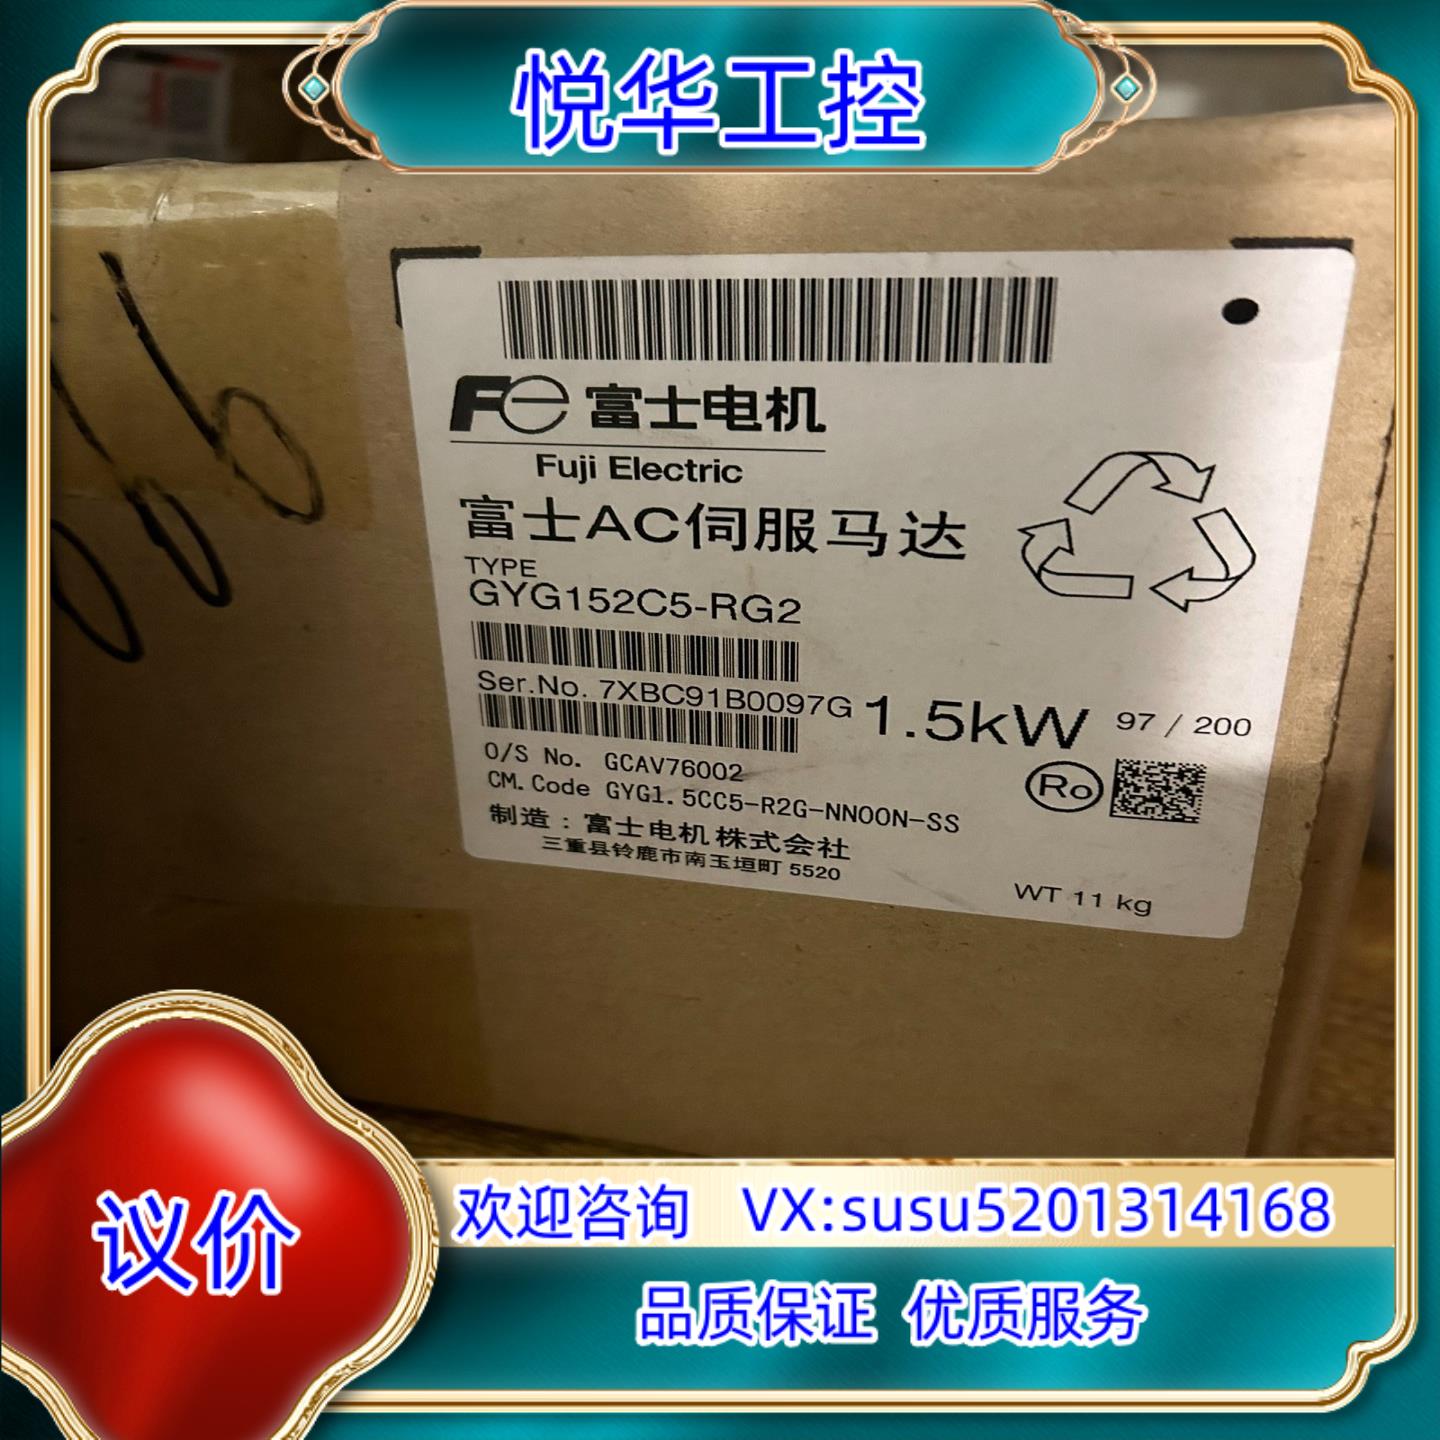 悦华工控
富士电机
Fuji Electric
富士AC伺服马达
TYPE
GYG152C5-RG2
Ser.No. 7XBC91B0097G
1.5kW 97 / 200
O/S No. GCAV76002
Ro
CM.Code GYG1.5CC5-R2G-NN00N-SS
制造：富士电机株式会社
三重县铃鹿市南玉垣町 5520
WT 11 kg
议价
欢迎咨询 VX:susu5201314168
品质保证 优质服务